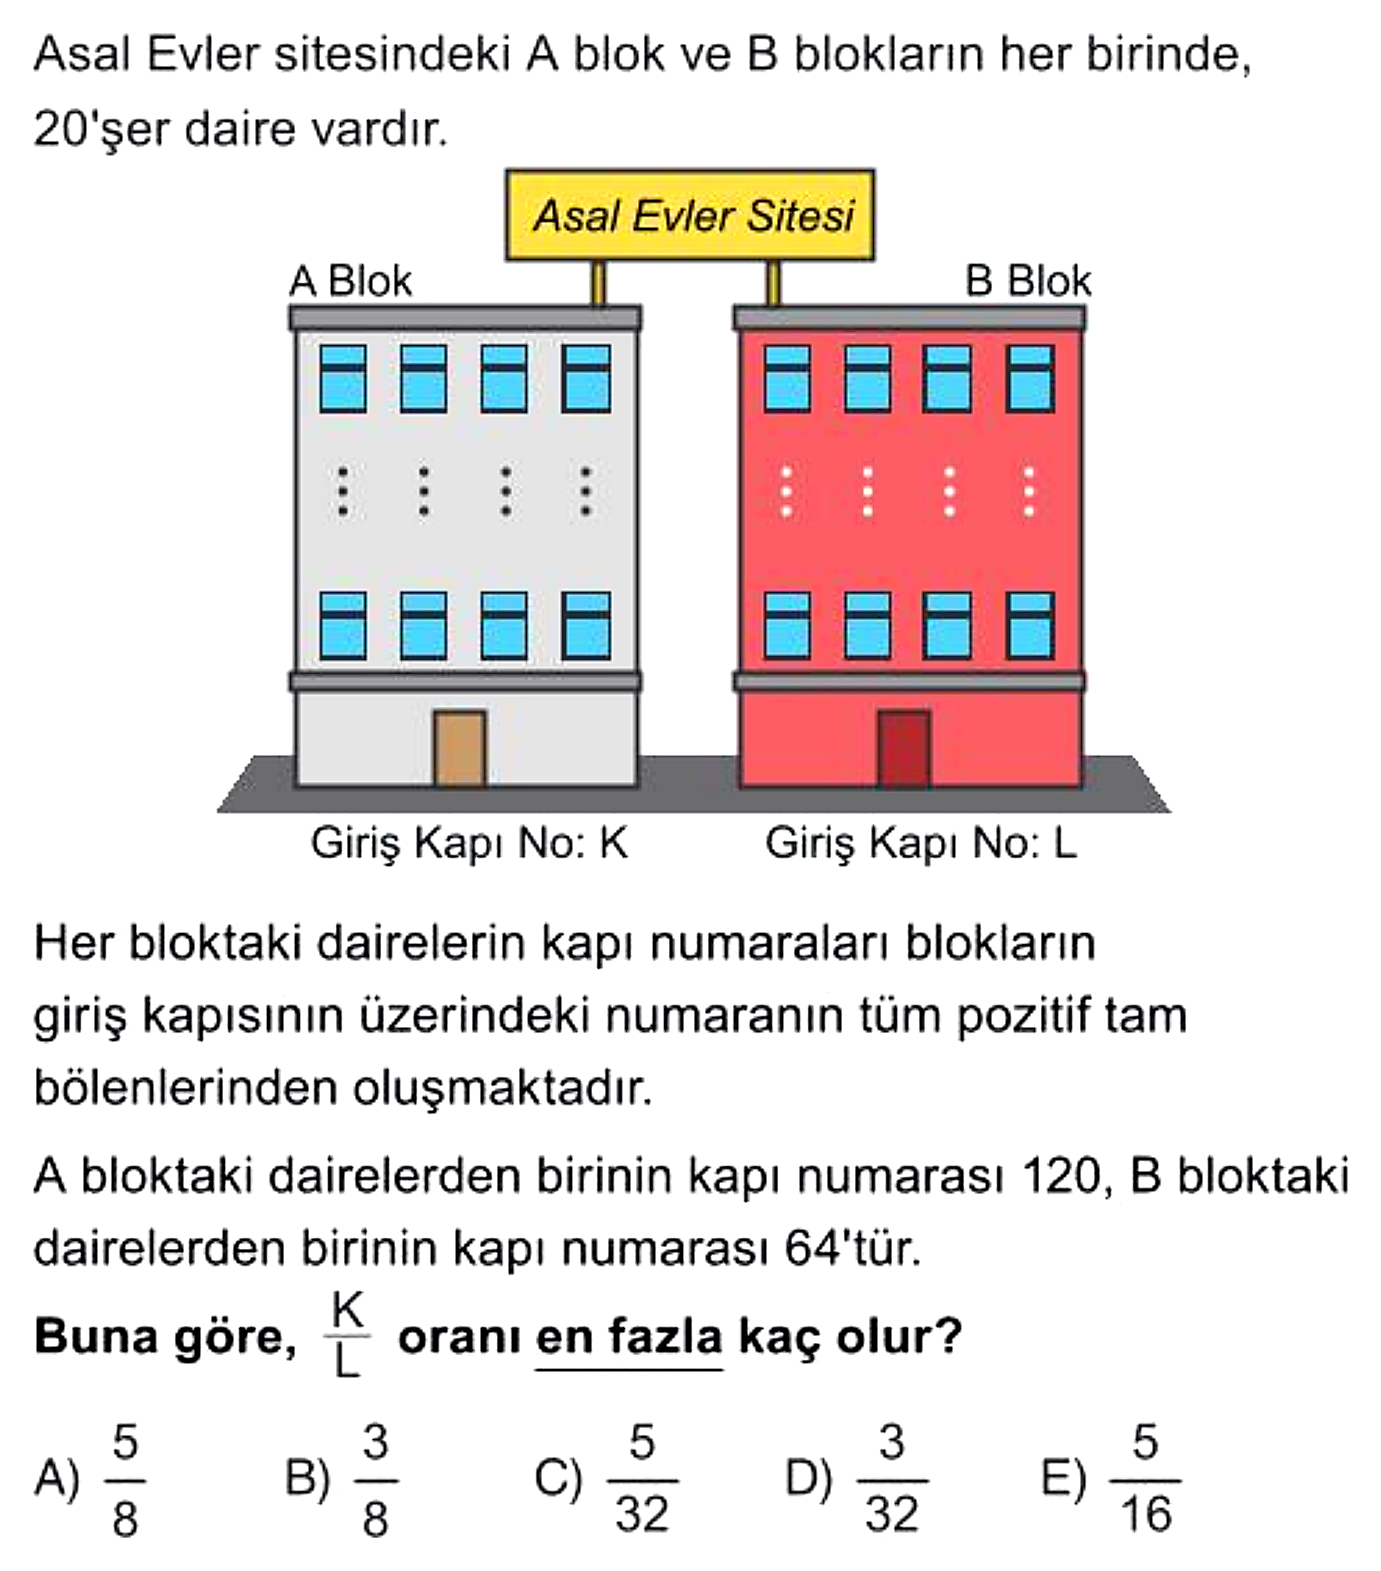 Asal Evler sitesindeki A blok ve B blokların her birinde,
20'şer daire vardır.
Asal Evler Sitesi
A Blok
B Blok
Giriş Kapı No: K
Giriş Kapı No: L
Her bloktaki dairelerin kapı numaraları blokların
giriş kapısının üzerindeki numaranın tüm pozitif tam
bölenlerinden oluşmaktadır.
A bloktaki dairelerden birinin kapı numarası 120, B bloktaki
dairelerden birinin kapı numarası 64'tür.
Buna göre, K/L oranı en fazla kaç olur?
A) 5/8 B) 3/8 C) 5/32 D) 3/32 E) 5/16